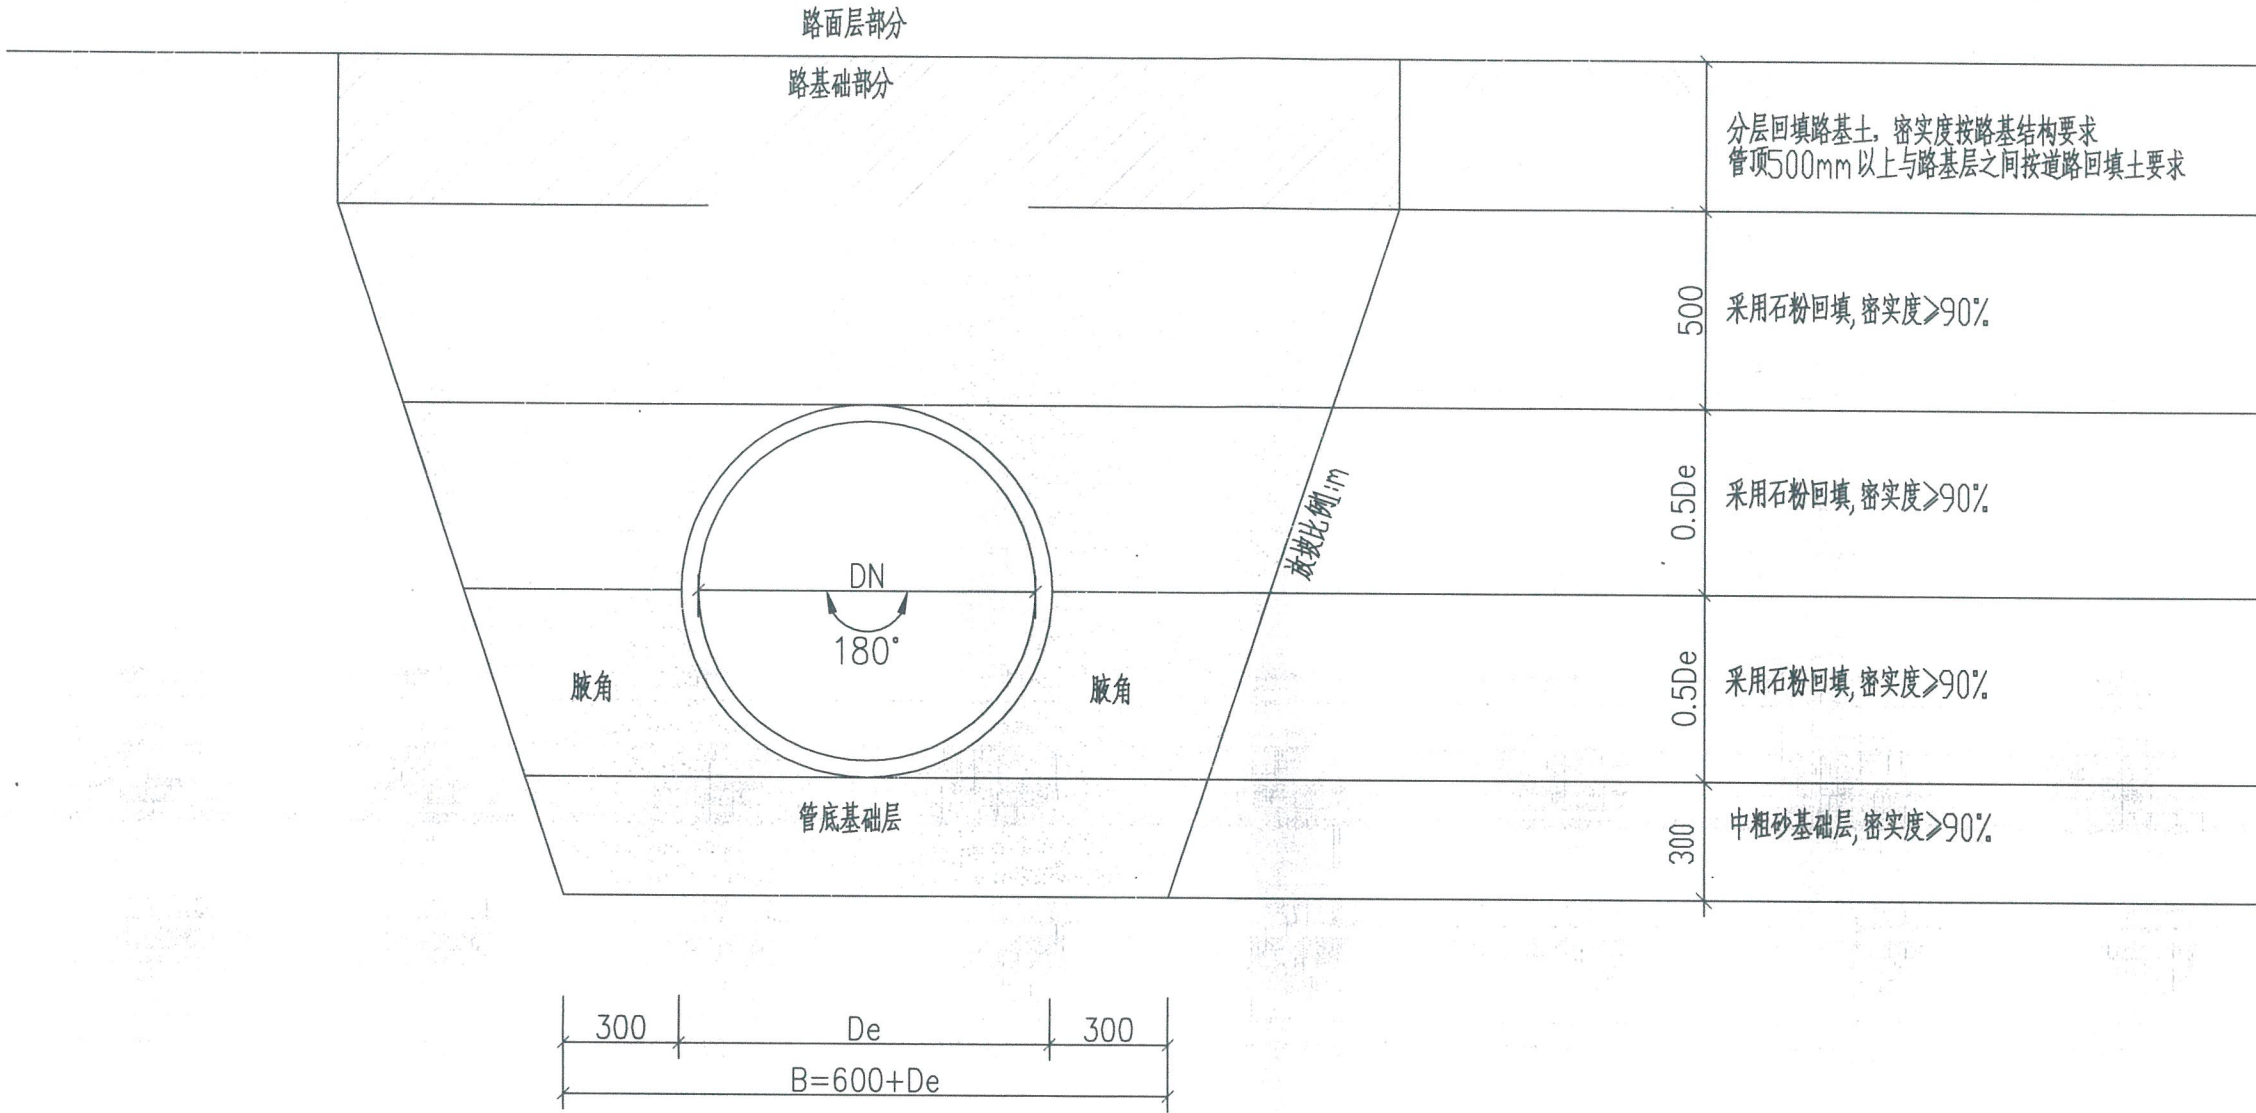 路面层部分
路基础部分
分层回填路基土,密实度按路基结构要求
管顶500mm以上与路基层之间按道路回填土要求
500
采用石粉回填,密实度≥90%
0.5De
采用石粉回填,密实度≥90%
放坡比例1:m
DN
180°
腋角
腋角
0.5De
采用石粉回填,密实度≥90%
管底基础层
300
中粗砂基础层,密实度≥90%
300
De
300
B=600+De